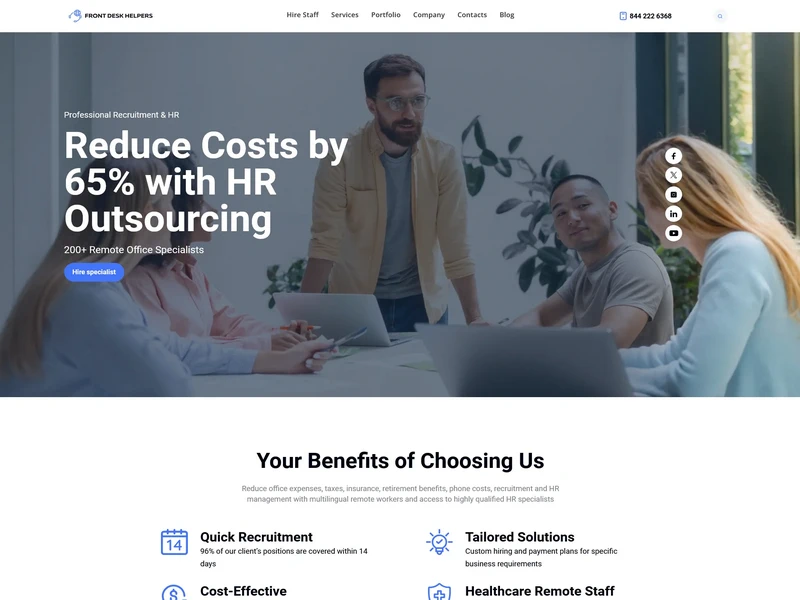 FRONT DESK HELPERS
Hire Staff Services Portfolio Company Contacts Blog
844 222 6368
Professional Recruitment & HR
Reduce Costs by
65% with HR
Outsourcing
200+ Remote Office Specialists
Hire specialist
Your Benefits of Choosing Us
Reduce office expenses, taxes, insurance, retirement benefits, phone costs, recruitment and HR
management with multilingual remote workers and access to highly qualified HR specialists
14
Quick Recruitment
96% of our client's positions are covered within 14
days
Tailored Solutions
Custom hiring and payment plans for specific
business requirements
Cost-Effective
Healthcare Remote Staff